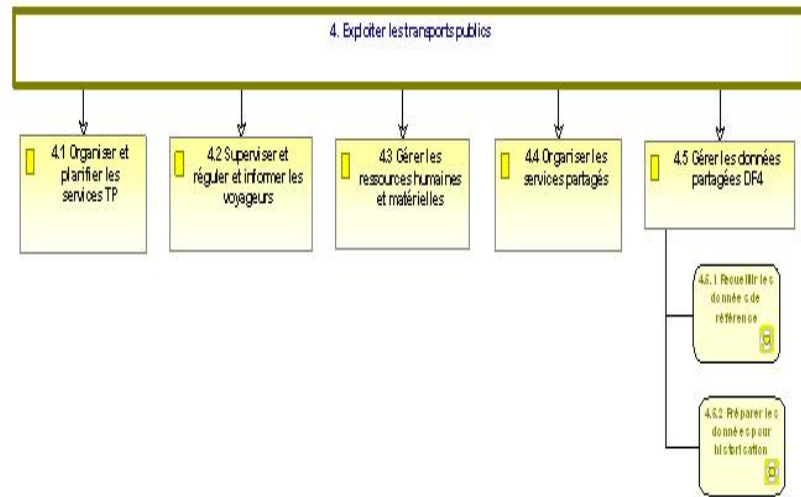 4. Exploiter les transports publics
4.1 Organiser et
planifier les
services TP
4.2 Superviser et
réguler et informer les
voyageurs
4.3 Gérer les
ressources humaines
et matérielles
4.4 Organiser les
services partagés
4.5 Gérer les données
partagées DF4
4.5.1 Recueillir les
données de
référence
4.5.2 Préparer les
données pour
historisation